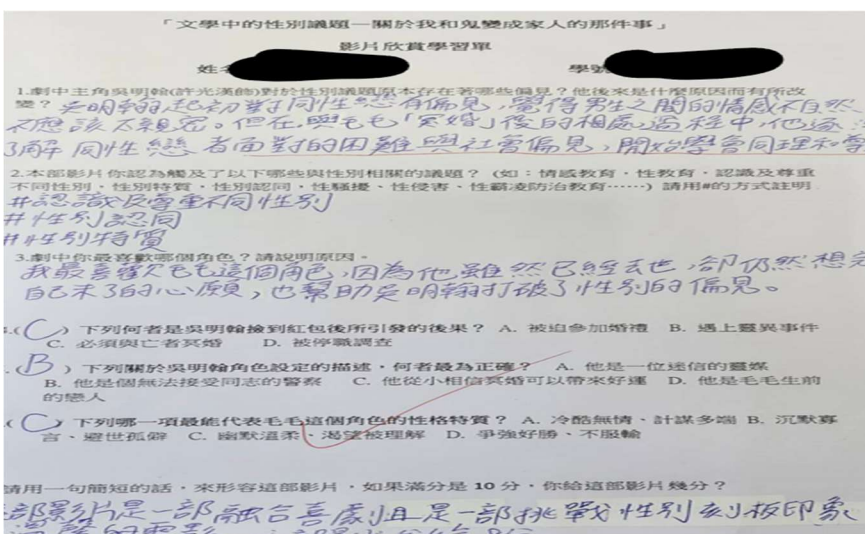 「文學中的性別議題—關於我和鬼變成家人的那件事」
影片欣賞學習單
姓名
學號
1.劇中主角吳明翰(許光漢飾)對於性別議題原本存在著哪些偏見？他後來是什麼原因而有所改
變？ 吳明翰起初對同性戀有偏見，覺得男生之間的情感不自然、
不應該太親密。但在與毛毛「冥婚」後的相處過程中，他逐
了解同性戀者面對的困難與社會偏見，開始學會同理和
2.本部影片你認為觸及了以下哪些與性別相關的議題？（如：情感教育、性教育、認識及尊重
不同性別、性別特質、性別認同、性騷擾、性侵害、性霸凌防治教育……）請用#的方式註明
#認識及尊重不同性別
#性別認同
#性別特質
3.劇中你最喜歡哪個角色？請說明原因。
我最喜歡毛毛這個角色，因為他雖然已經去世，卻仍然想完
自己未了的心願，也幫助吳明翰打破了性別的偏見。
.(C) 下列何者是吳明翰撿到紅包後所引發的後果？ A. 被迫參加婚禮 B. 遇上靈異事件
C. 必須與亡者冥婚 D. 被停職調查
.(B) 下列關於吳明翰角色設定的描述，何者最為正確？ A. 他是一位迷信的靈媒
B. 他是個無法接受同志的警察 C. 他從小相信冥婚可以帶來好運 D. 他是毛毛生前
的戀人
(C) 下列哪一項最能代表毛毛這個角色的性格特質？ A. 冷酷無情、計謀多端 B. 沉默寡
言、避世孤僻 C. 幽默溫柔、渴望被理解 D. 爭強好勝、不服輸
請用一句簡短的話，來形容這部影片，如果滿分是 10 分，你給這部影片幾分？
部影片是一部融合喜劇且是一部挑戰性別刻板印象